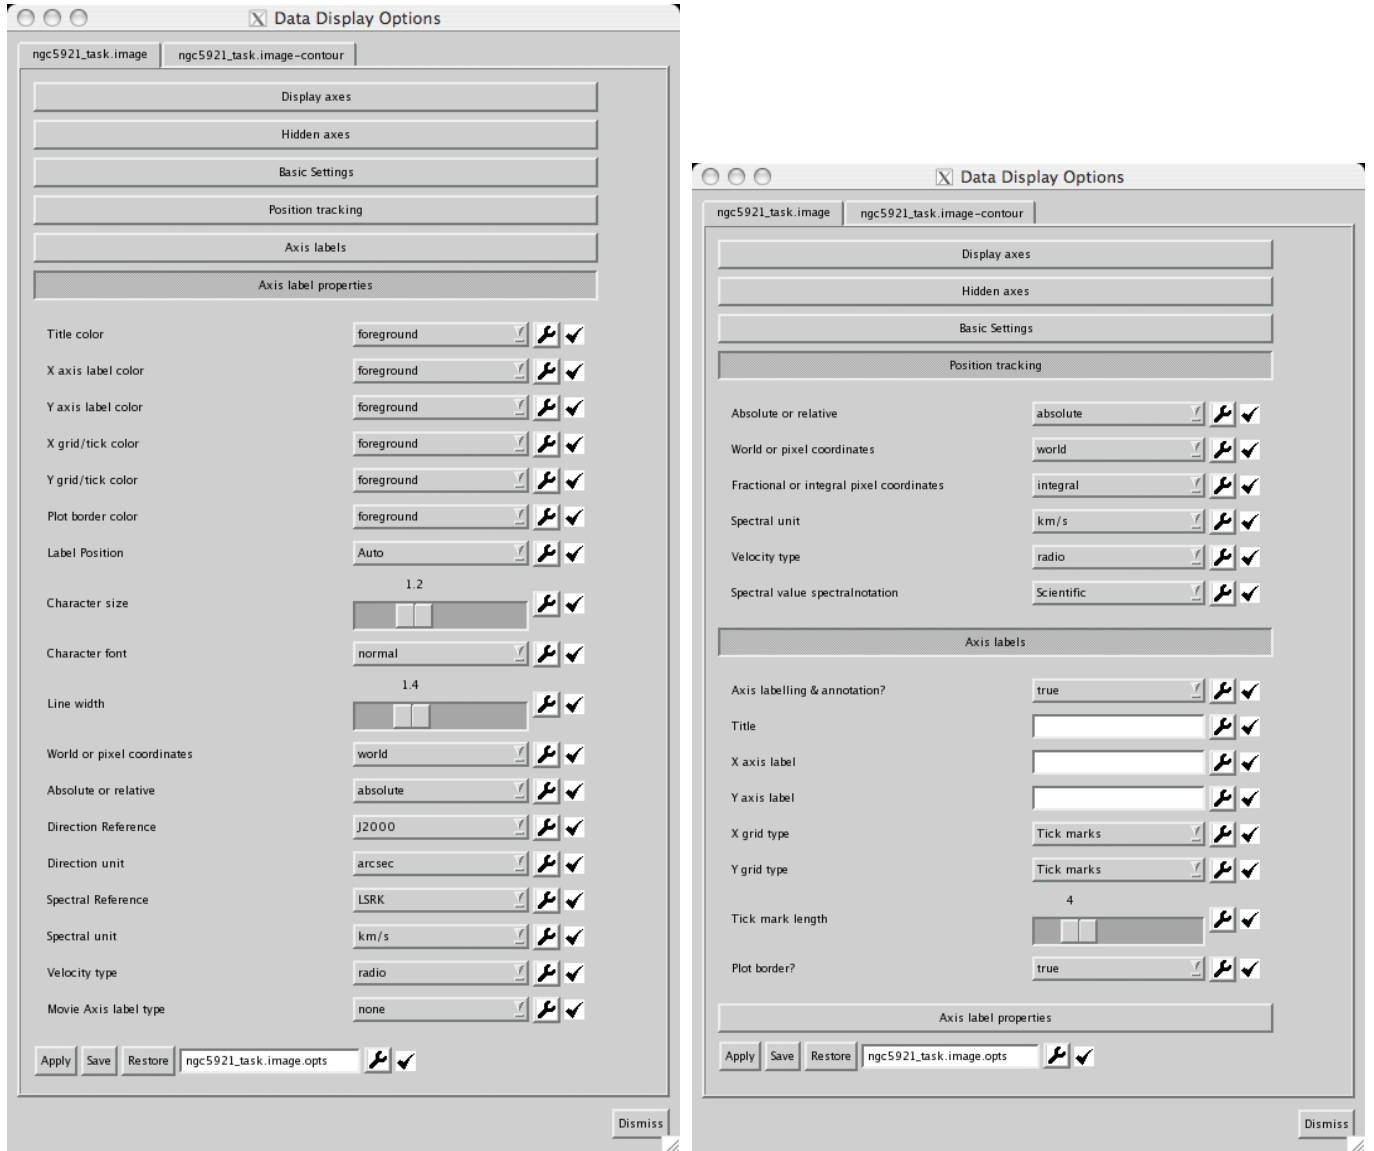 Data Display Options
ngc5921_task.image
ngc5921_task.image-contour
Display axes
Hidden axes
Basic Settings
Position tracking
Axis labels
Axis label properties
Title color foreground
X axis label color foreground
Y axis label color foreground
X grid/tick color foreground
Y grid/tick color foreground
Plot border color foreground
Label Position Auto
1.2
Character size
Character font normal
1.4
Line width
World or pixel coordinates world
Absolute or relative absolute
Direction Reference J2000
Direction unit arcsec
Spectral Reference LSRK
Spectral unit km/s
Velocity type radio
Movie Axis label type none
Apply Save Restore ngc5921_task.image.opts
Dismiss
Data Display Options
ngc5921_task.image
ngc5921_task.image-contour
Display axes
Hidden axes
Basic Settings
Position tracking
Absolute or relative absolute
World or pixel coordinates world
Fractional or integral pixel coordinates integral
Spectral unit km/s
Velocity type radio
Spectral value spectralnotation Scientific
Axis labels
Axis labelling & annotation? true
Title
X axis label
Y axis label
X grid type Tick marks
Y grid type Tick marks
4
Tick mark length
Plot border? true
Axis label properties
Apply Save Restore ngc5921_task.image.opts
Dismiss